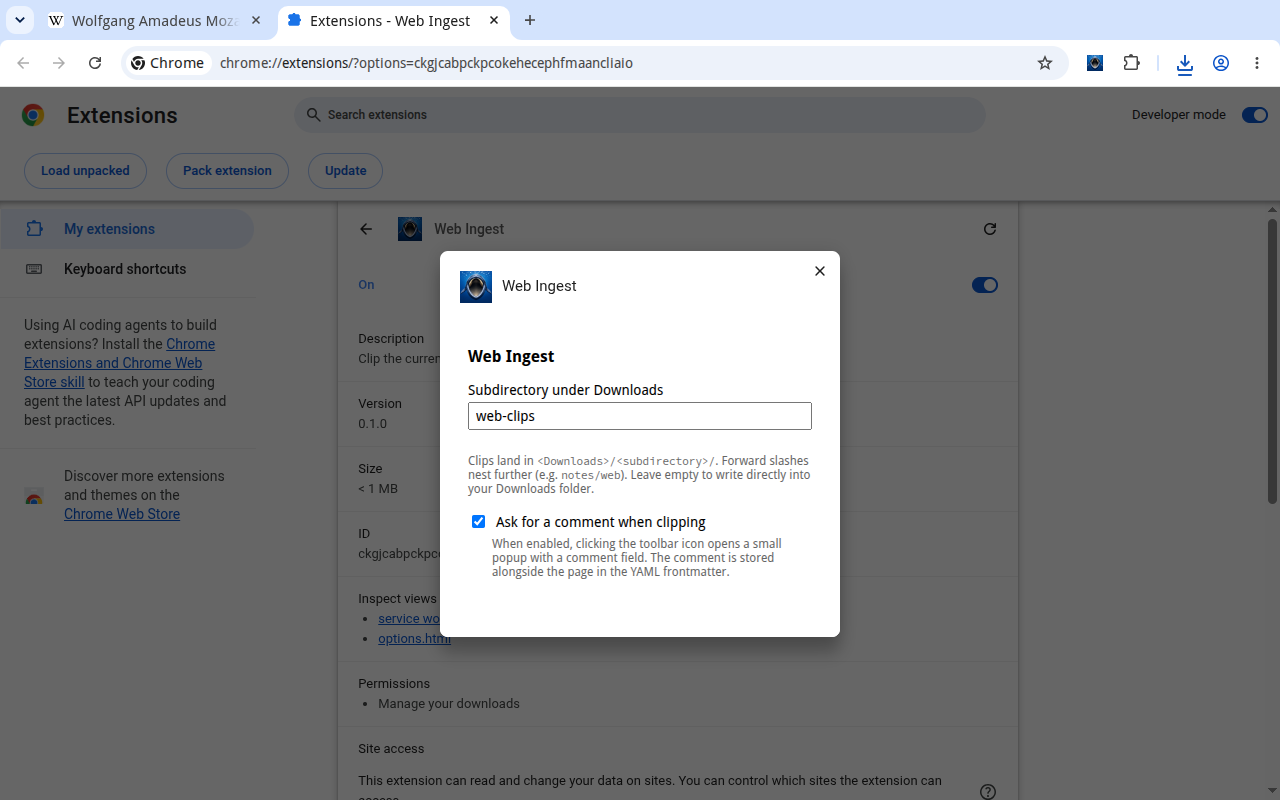 Wolfgang Amadeus Moza
Extensions - Web Ingest
Chrome
chrome://extensions/?options=ckgjcabpckpcokehecephfmaancliaio
Extensions
Search extensions
Developer mode
Load unpacked
Pack extension
Update
My extensions
Keyboard shortcuts
Using AI coding agents to build
extensions? Install the Chrome
Extensions and Chrome Web
Store skill to teach your coding
agent the latest API updates and
best practices.
Discover more extensions
and themes on the
Chrome Web Store
Web Ingest
On
Description
Clip the curren
Version
0.1.0
Size
< 1 MB
ID
ckgjcabpckpc
Inspect views
service wo
options.html
Permissions
Manage your downloads
Site access
This extension can read and change your data on sites. You can control which sites the extension can
Web Ingest
Web Ingest
Subdirectory under Downloads
web-clips
Clips land in <Downloads>/<subdirectory>/. Forward slashes
nest further (e.g. notes/web). Leave empty to write directly into
your Downloads folder.
Ask for a comment when clipping
When enabled, clicking the toolbar icon opens a small
popup with a comment field. The comment is stored
alongside the page in the YAML frontmatter.